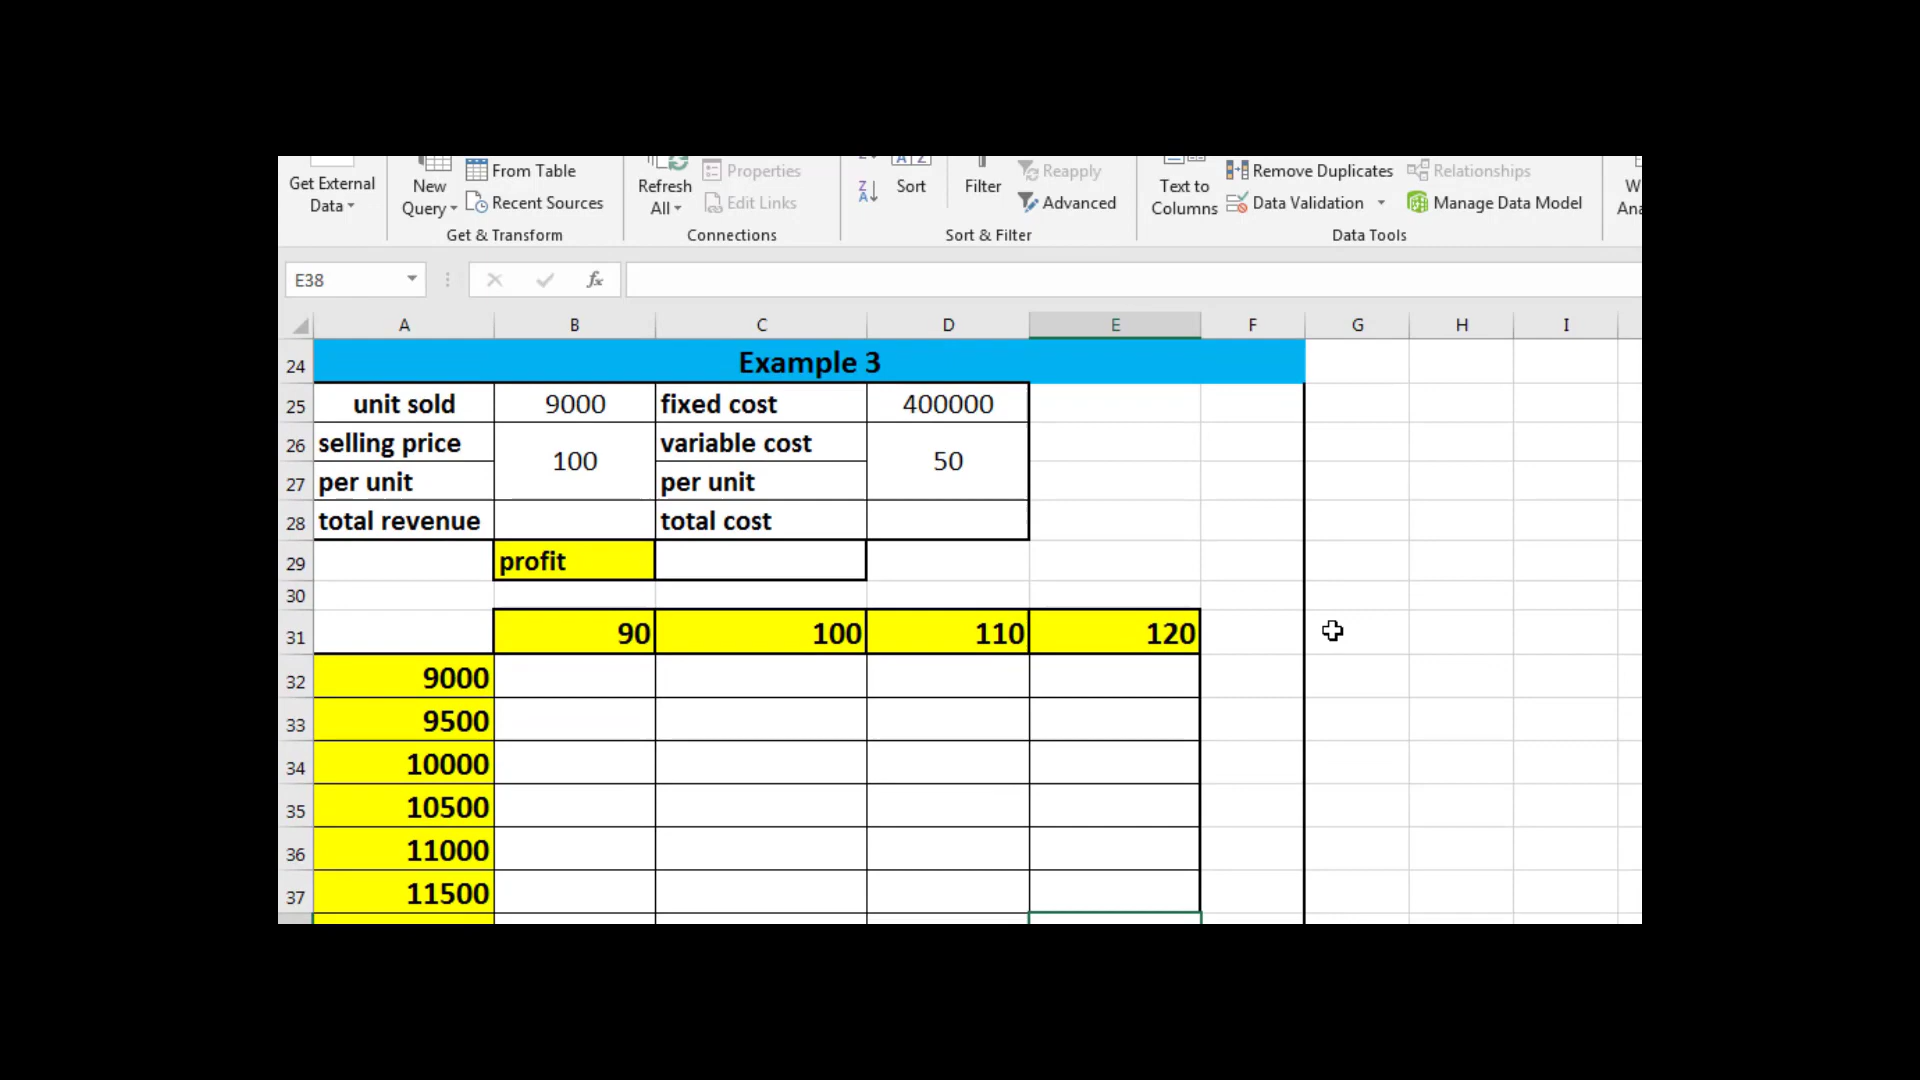 Get External Data
New Query
From Table
Recent Sources
Get & Transform
Refresh All
Properties
Edit Links
Connections
Sort
Filter
Reapply
Advanced
Sort & Filter
Text to Columns
Remove Duplicates
Data Validation
Relationships
Manage Data Model
Data Tools
E38
fx
A B C D E F G H I
24 Example 3
25 unit sold 9000 fixed cost 400000
26 selling price 100 variable cost 50
27 per unit per unit
28 total revenue total cost
29 profit
30
31 90 100 110 120
32 9000
33 9500
34 10000
35 10500
36 11000
37 11500